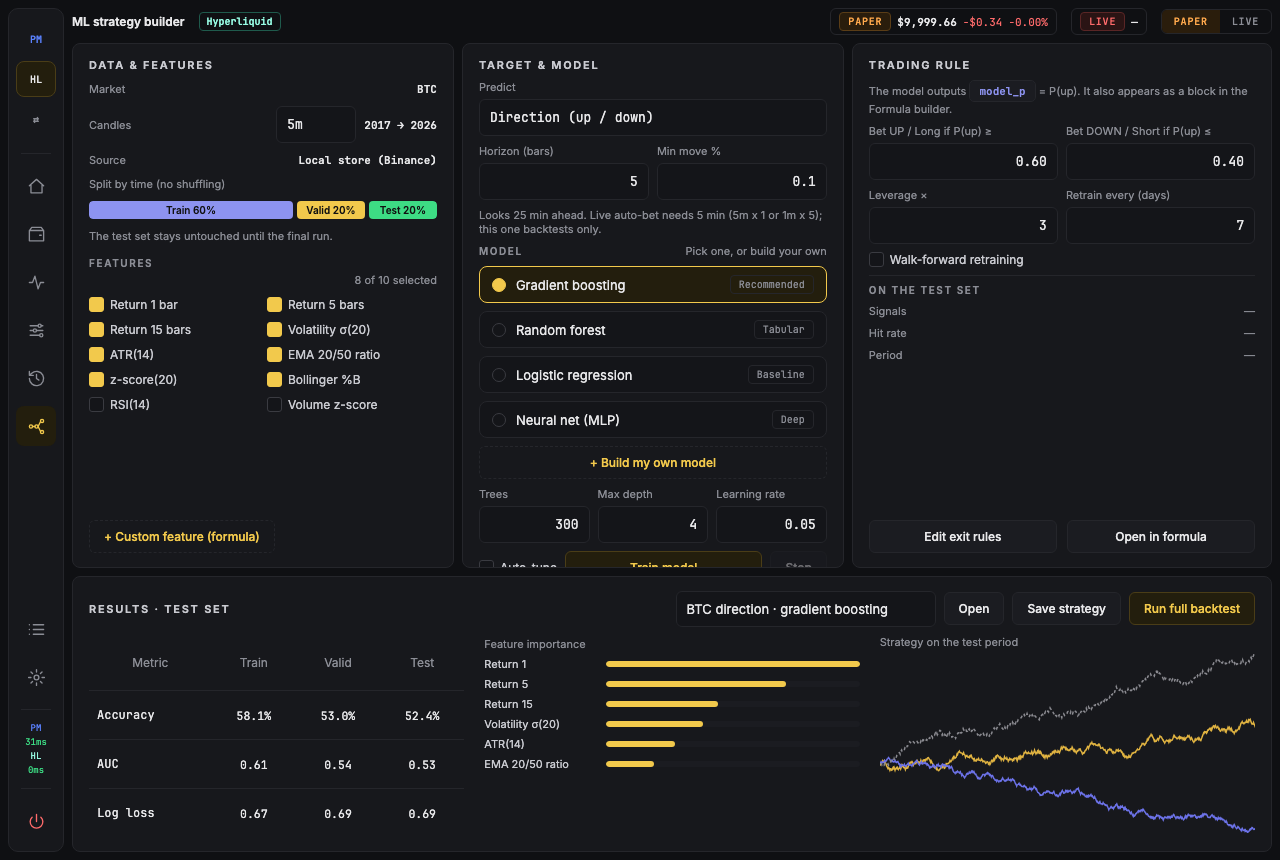 PM
HL
⇄
PM
31ms
HL
0ms
ML strategy builder
Hyperliquid
PAPER $9,999.66 -$0.34 -0.00%
LIVE —
PAPER LIVE
DATA & FEATURES
Market BTC
Candles 5m 2017 → 2026
Source Local store (Binance)
Split by time (no shuffling)
Train 60% Valid 20% Test 20%
The test set stays untouched until the final run.
FEATURES
8 of 10 selected
Return 1 bar Return 5 bars
Return 15 bars Volatility σ(20)
ATR(14) EMA 20/50 ratio
z-score(20) Bollinger %B
RSI(14) Volume z-score
+ Custom feature (formula)
TARGET & MODEL
Predict
Direction (up / down)
Horizon (bars) Min move %
5 0.1
Looks 25 min ahead. Live auto-bet needs 5 min (5m x 1 or 1m x 5);
this one backtests only.
MODEL Pick one, or build your own
Gradient boosting Recommended
Random forest Tabular
Logistic regression Baseline
Neural net (MLP) Deep
+ Build my own model
Trees Max depth Learning rate
300 4 0.05
Auto-tune Train model Stop
TRADING RULE
The model outputs model_p = P(up). It also appears as a block in the
Formula builder.
Bet UP / Long if P(up) ≥ Bet DOWN / Short if P(up) ≤
0.60 0.40
Leverage × Retrain every (days)
3 7
Walk-forward retraining
ON THE TEST SET
Signals —
Hit rate —
Period —
Edit exit rules Open in formula
RESULTS · TEST SET
BTC direction · gradient boosting Open Save strategy Run full backtest
Metric Train Valid Test
Accuracy 58.1% 53.0% 52.4%
AUC 0.61 0.54 0.53
Log loss 0.67 0.69 0.69
Feature importance
Return 1
Return 5
Return 15
Volatility σ(20)
ATR(14)
EMA 20/50 ratio
Strategy on the test period